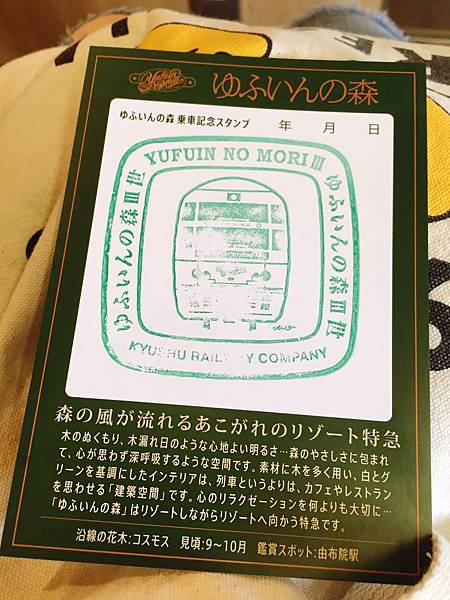 Yufuin
no Mori
ゆふいんの森
ゆふいんの森 乗車記念スタンプ 年 月 日
YUFUIN NO MORI III
ゆふいんの森 III 世
ゆふいんの森 III 世
KYUSHU RAILWAY COMPANY
森の風が流れるあこがれのリゾート特急
木のぬくもり、木漏れ日のような心地よい明るさ…森のやさしさに包まれ
て、心が思わず深呼吸するような空間です。素材に木を多く用い、白とグ
リーンを基調にしたインテリアは、列車というよりは、カフェやレストラン
を思わせる「建築空間」です。心のリラクゼーションを何よりも大切に…
「ゆふいんの森」はリゾートしながらリゾートへ向かう特急です。
沿線の花木:コスモス 見頃:9~10月 鑑賞スポット:由布院駅